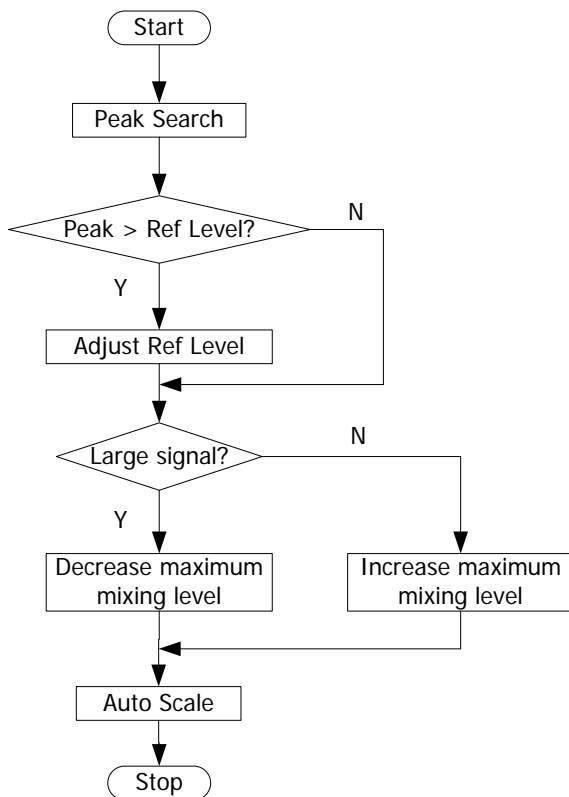 Start
Peak Search
Peak > Ref Level?
N
Y
Adjust Ref Level
Large signal?
N
Y
Decrease maximum
mixing level
Increase maximum
mixing level
Auto Scale
Stop